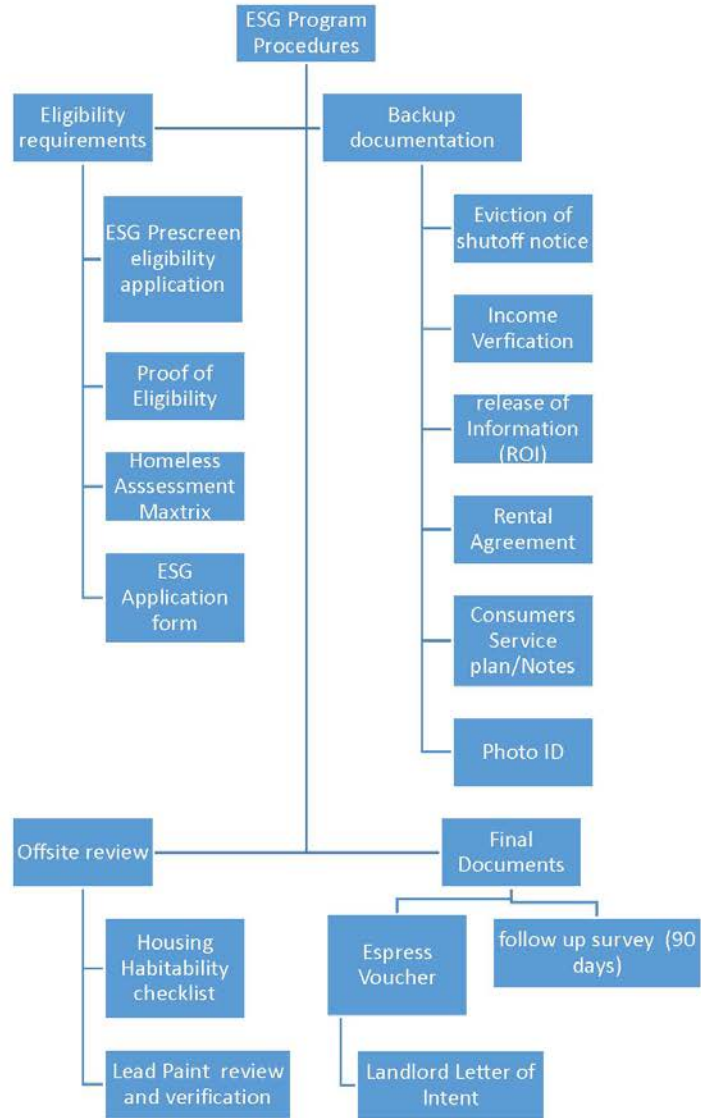 ESG Program
Procedures
Eligibility
requirements
ESG Prescreen
eligibility
application
Proof of
Eligibility
Homeless
Asssessment
Maxtrix
ESG
Application
form
Backup
documentation
Eviction of
shutoff notice
Income
Verfication
release of
Information
(ROI)
Rental
Agreement
Consumers
Service
plan/Notes
Photo ID
Offsite review
Housing
Habitability
checklist
Lead Paint review
and verification
Final
Documents
Espress
Voucher
Landlord Letter of
Intent
follow up survey (90
days)